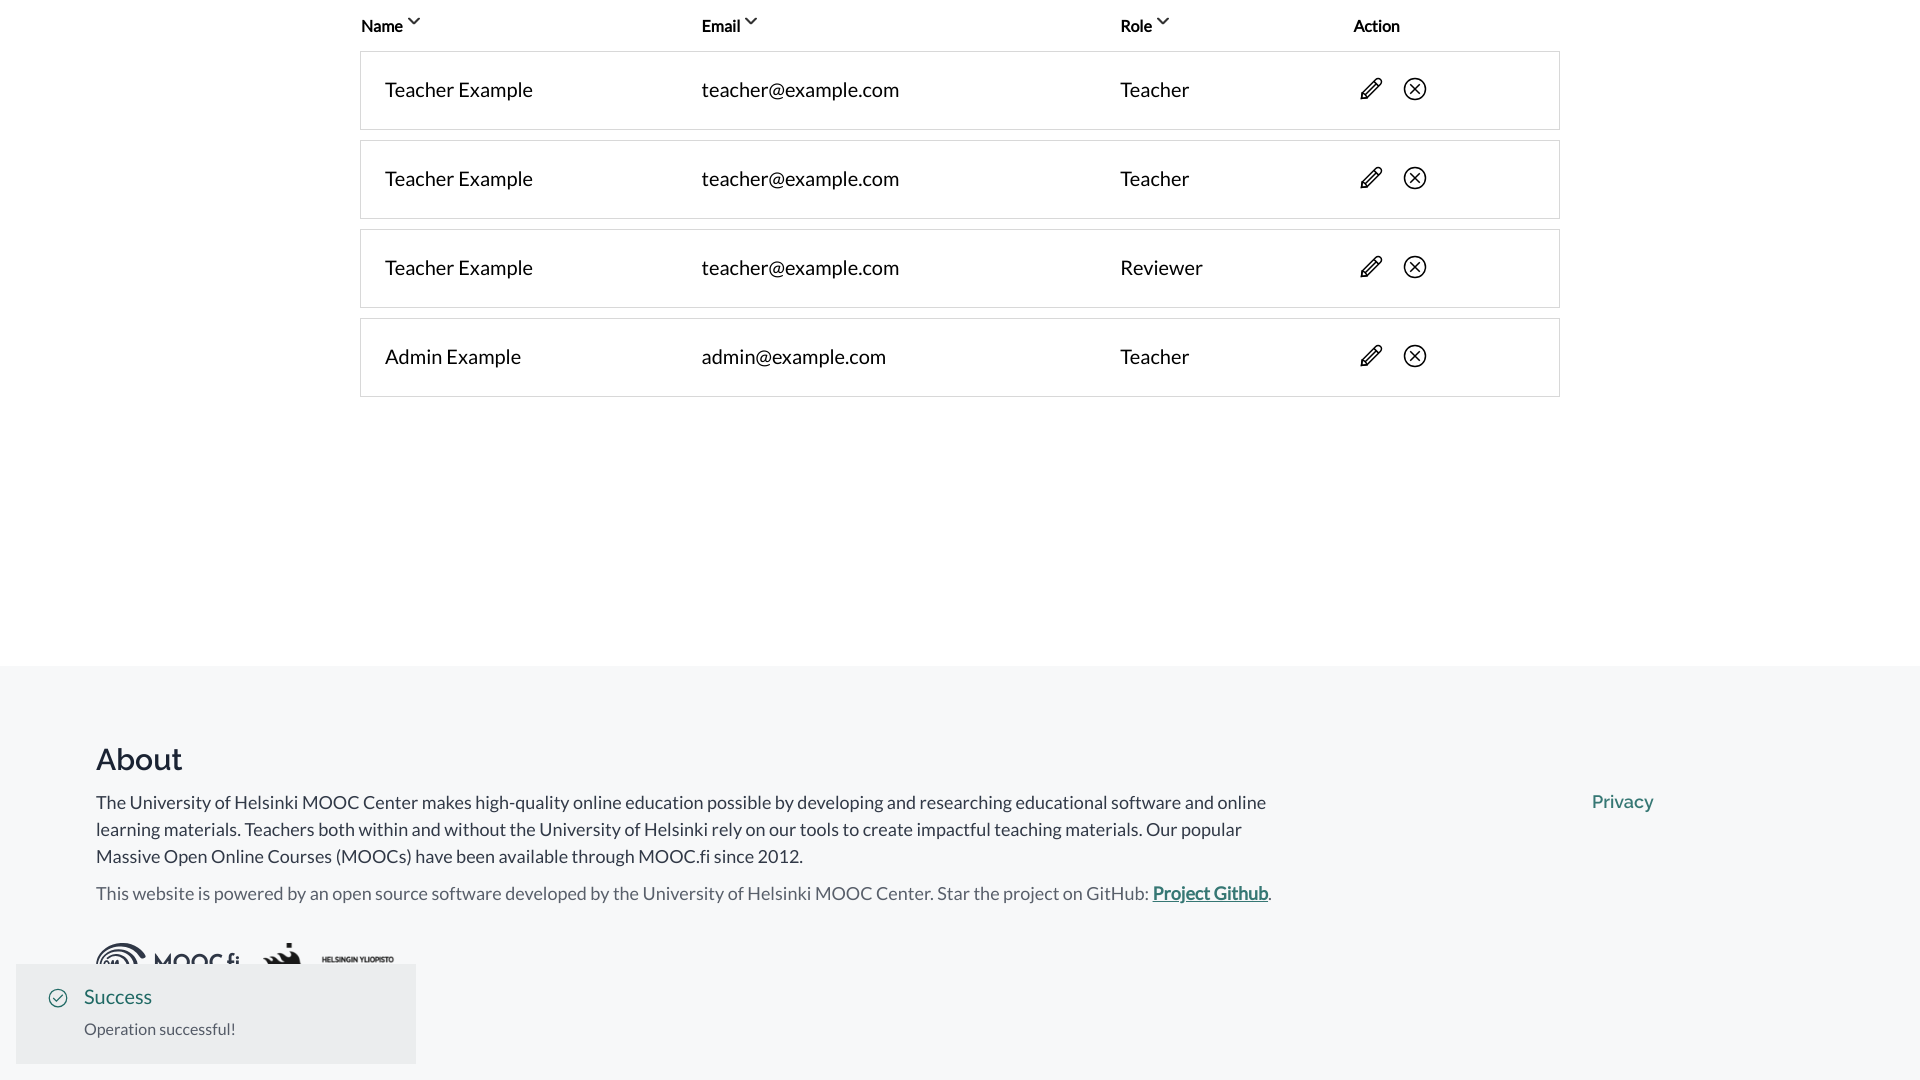 Name Email Role Action
Teacher Example teacher@example.com Teacher
Teacher Example teacher@example.com Teacher
Teacher Example teacher@example.com Reviewer
Admin Example admin@example.com Teacher
About
The University of Helsinki MOOC Center makes high-quality online education possible by developing and researching educational software and online
learning materials. Teachers both within and without the University of Helsinki rely on our tools to create impactful teaching materials. Our popular
Massive Open Online Courses (MOOCs) have been available through MOOC.fi since 2012.
Privacy
This website is powered by an open source software developed by the University of Helsinki MOOC Center. Star the project on GitHub: Project Github.
MOOC.fi HELSINGIN YLIOPISTO
Success
Operation successful!